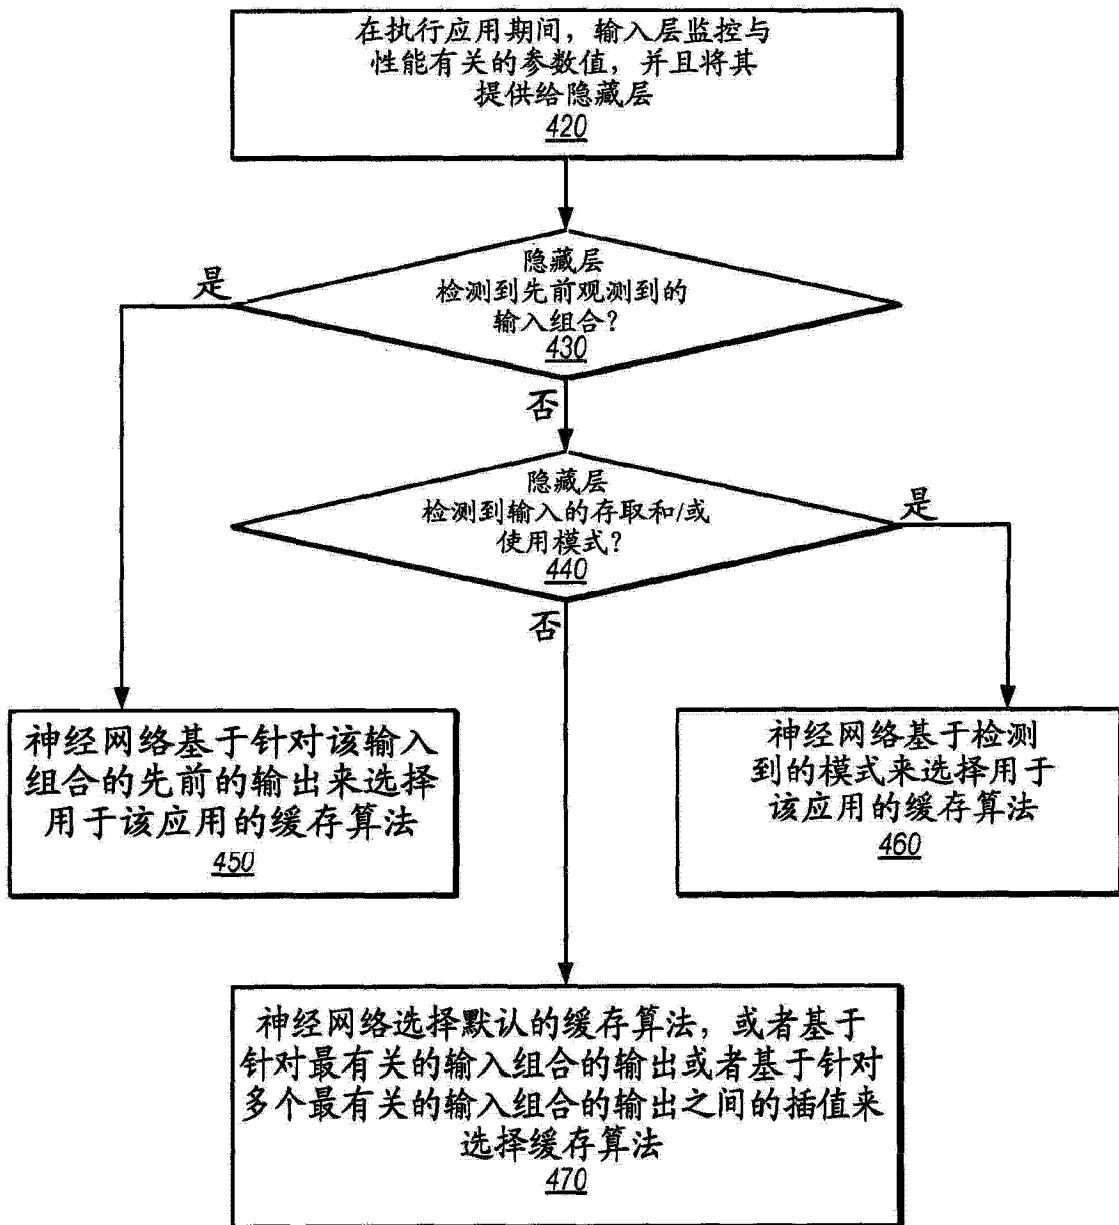 在执行应用期间，输入层监控与
性能有关的参数值，并且将其
提供给隐藏层
420
隐藏层
检测到先前观测到的
输入组合？
430
是
否
隐藏层
检测到输入的存取和/或
使用模式？
440
是
否
神经网络基于针对该输入
组合的先前的输出来选择
用于该应用的缓存算法
450
神经网络基于检测
到的模式来选择用于
该应用的缓存算法
460
神经网络选择默认的缓存算法，或者基于
针对最有关的输入组合的输出或者基于针对
多个最有关的输入组合的输出之间的插值来
选择缓存算法
470